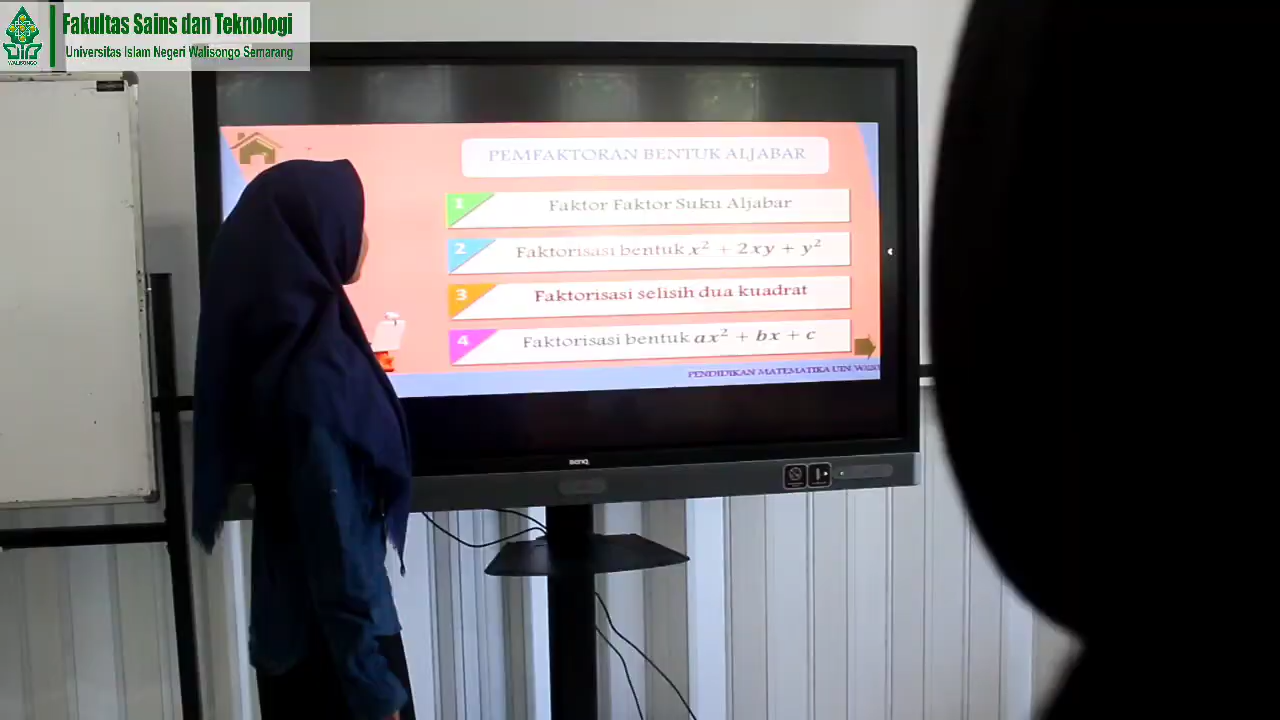 Fakultas Sains dan Teknologi
Universitas Islam Negeri Walisongo Semarang
WALISONGO
PEMFAKTORAN BENTUK ALJABAR
1 Faktor Faktor Suku Aljabar
2 Faktorisasi bentuk x² + 2xy + y²
3 Faktorisasi selisih dua kuadrat
4 Faktorisasi bentuk ax² + bx + c
PENDIDIKAN MATEMATIKA UIN
BenQ